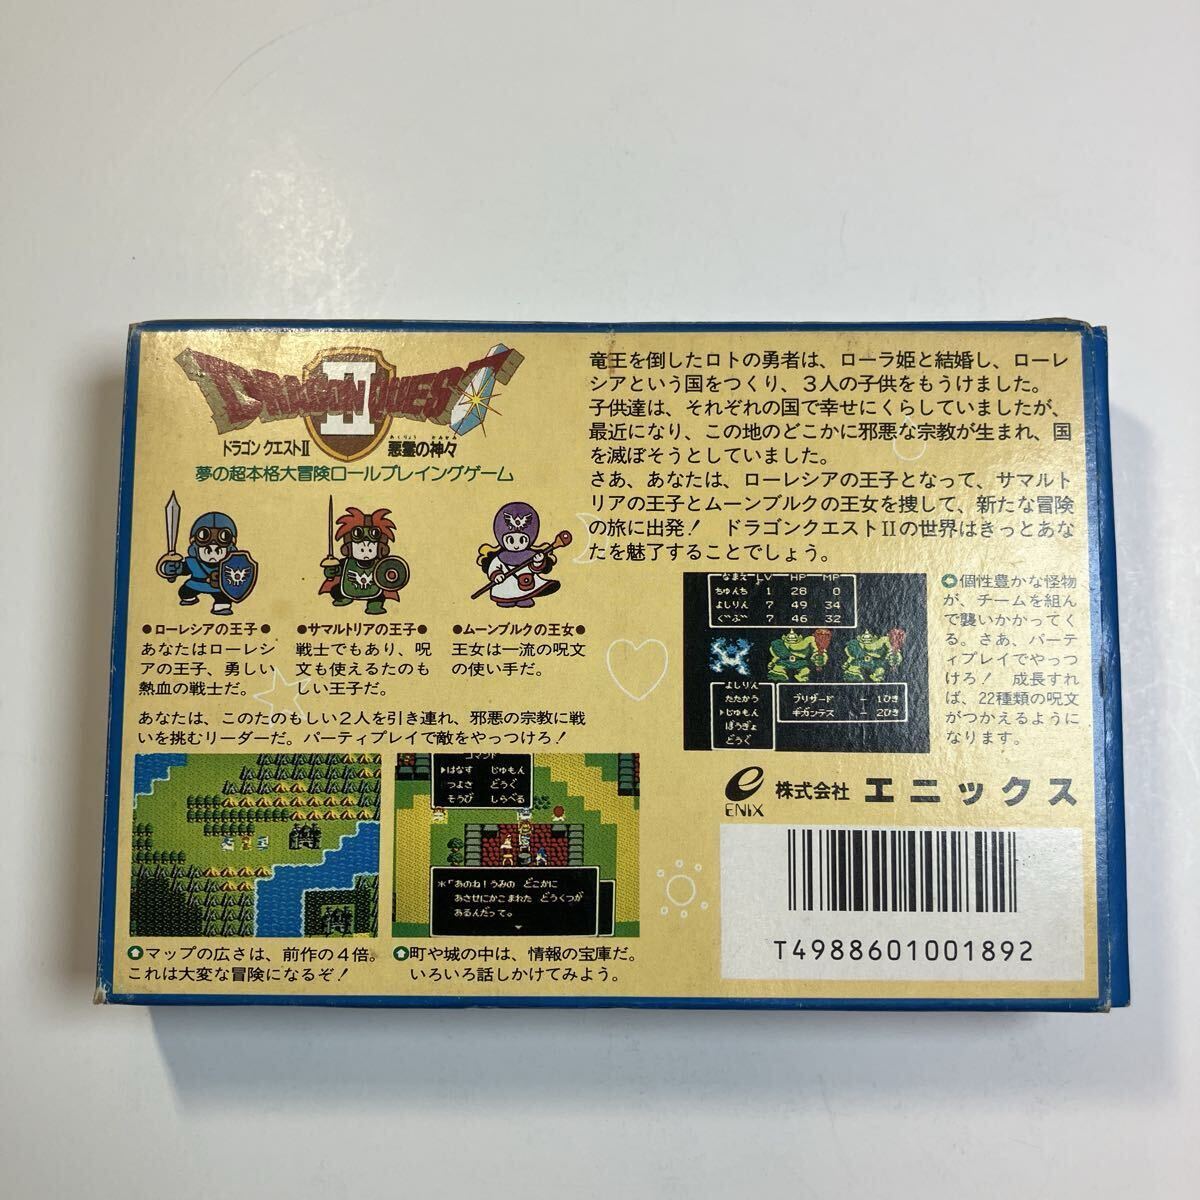 DRAGON QUEST
II
ドラゴンクエストII 悪霊の神々
あくりょう かみがみ
夢の超本格大冒険ロールプレイングゲーム
●ローレシアの王子●
あなたはローレシ
アの王子、勇しい
熱血の戦士だ。
●サマルトリアの王子●
戦士でもあり、呪
文も使えるたのも
しい王子だ。
●ムーンブルクの王女●
王女は一流の呪文
の使い手だ。
あなたは、このたのもしい2人を引き連れ、邪悪の宗教に戦
いを挑むリーダーだ。パーティプレイで敵をやっつけろ!
竜王を倒したロトの勇者は、ローラ姫と結婚し、ローレ
シアという国をつくり、3人の子供をもうけました。
子供達は、それぞれの国で幸せにくらしていましたが、
最近になり、この地のどこかに邪悪な宗教が生まれ、国
を滅ぼそうとしていました。
さあ、あなたは、ローレシアの王子となって、サマルト
リアの王子とムーンブルクの王女を捜して、新たな冒険
の旅に出発! ドラゴンクエストIIの世界はきっとあな
たを魅了することでしょう。
なまえ LV HP MP
ちゅんち 1 28 0
よしりん 7 49 34
ぐぶ 7 46 32
よしりん
たたかう
▶じゅもん
ぼうぎょ
どうぐ
ブリザード ー 1ひき
ギガンテス ー 2ひき
個性豊かな怪物
が、チームを組ん
で襲いかかってく
る。さあ、パーテ
ィプレイでやっつ
けろ! 成長すれ
ば、22種類の呪文
がつかえるように
なります。
コマンド
▶はなす じゅもん
つよさ どうぐ
そうび しらべる
*「あのね!うみの どこかに
あさせにかこまれた どうくつが
あるんだって。
マップの広さは、前作の4倍。
これは大変な冒険になるぞ!
町や城の中は、情報の宝庫だ。
いろいろ話しかけてみよう。
ENIX 株式会社 エニックス
T4988601001892